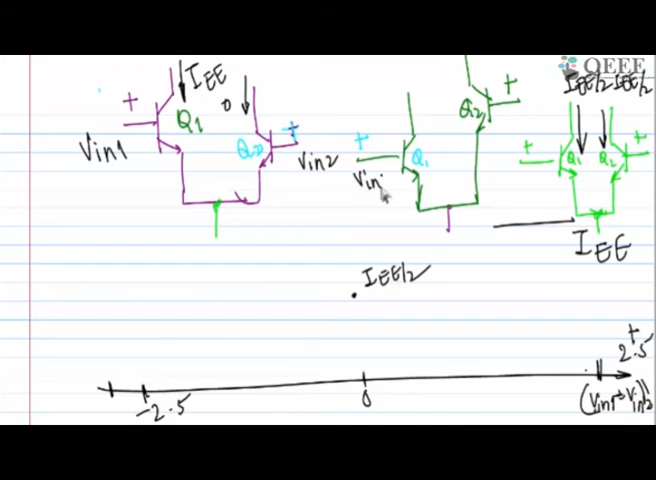 QEEE
IEE
0
Q1
Q2
+
+
Vin1
Vin2
+
+
Q1
Q2
Vin
IEE/2
IEE/2
+
+
Q1
Q2
IEE
IEE/2
-2.5
0
+
2.5
(Vin1-Vin2)